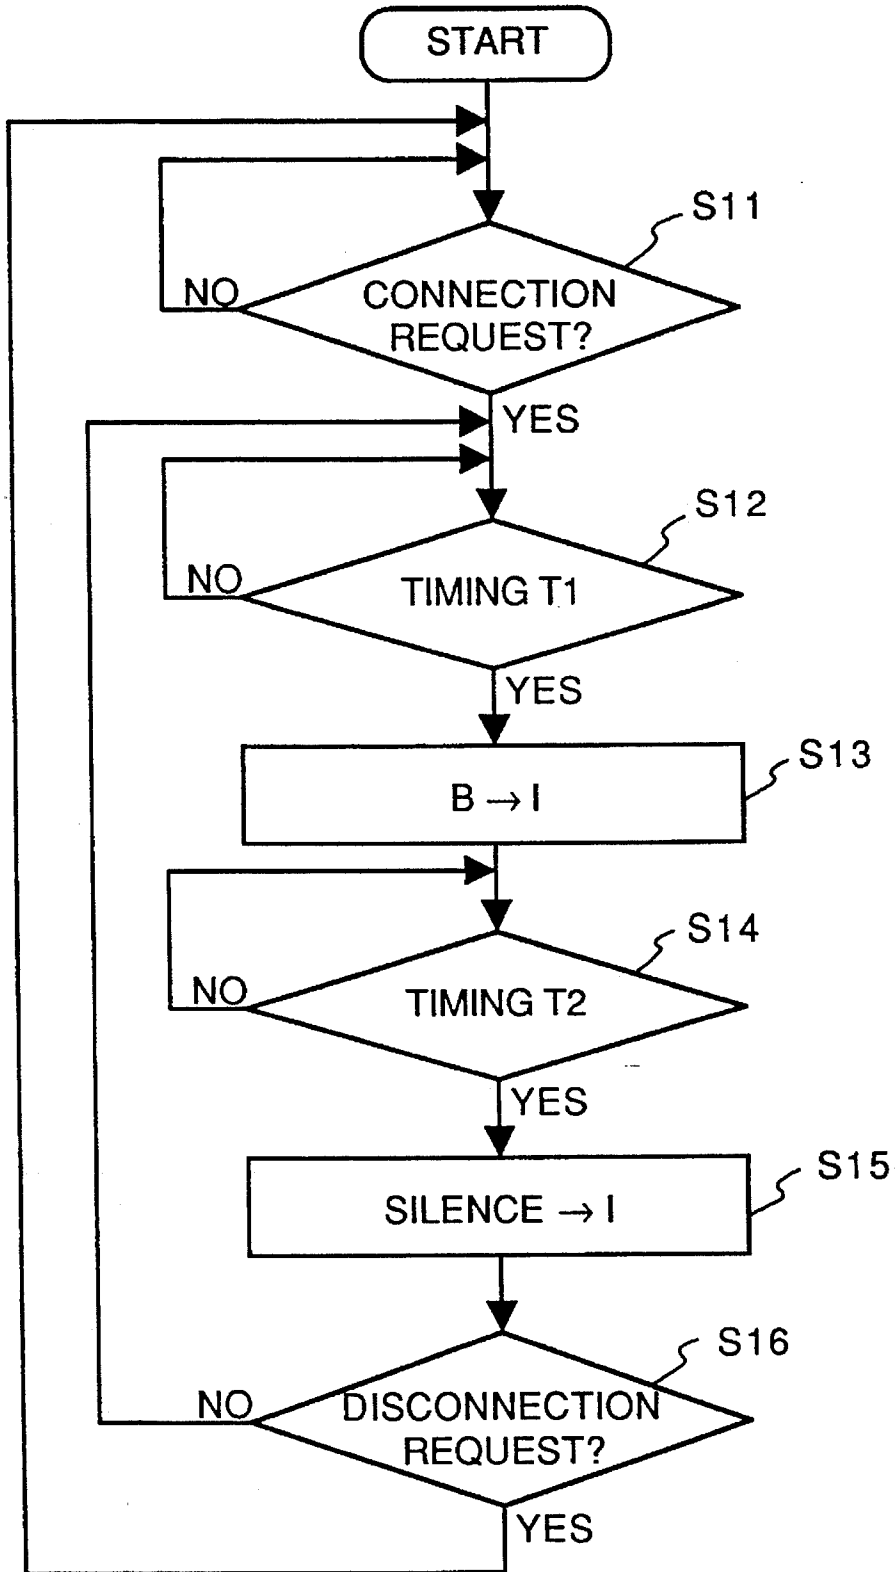 START
S11
NO
CONNECTION
REQUEST?
YES
S12
NO
TIMING T1
YES
S13
B → I
S14
NO
TIMING T2
YES
S15
SILENCE → I
S16
NO
DISCONNECTION
REQUEST?
YES